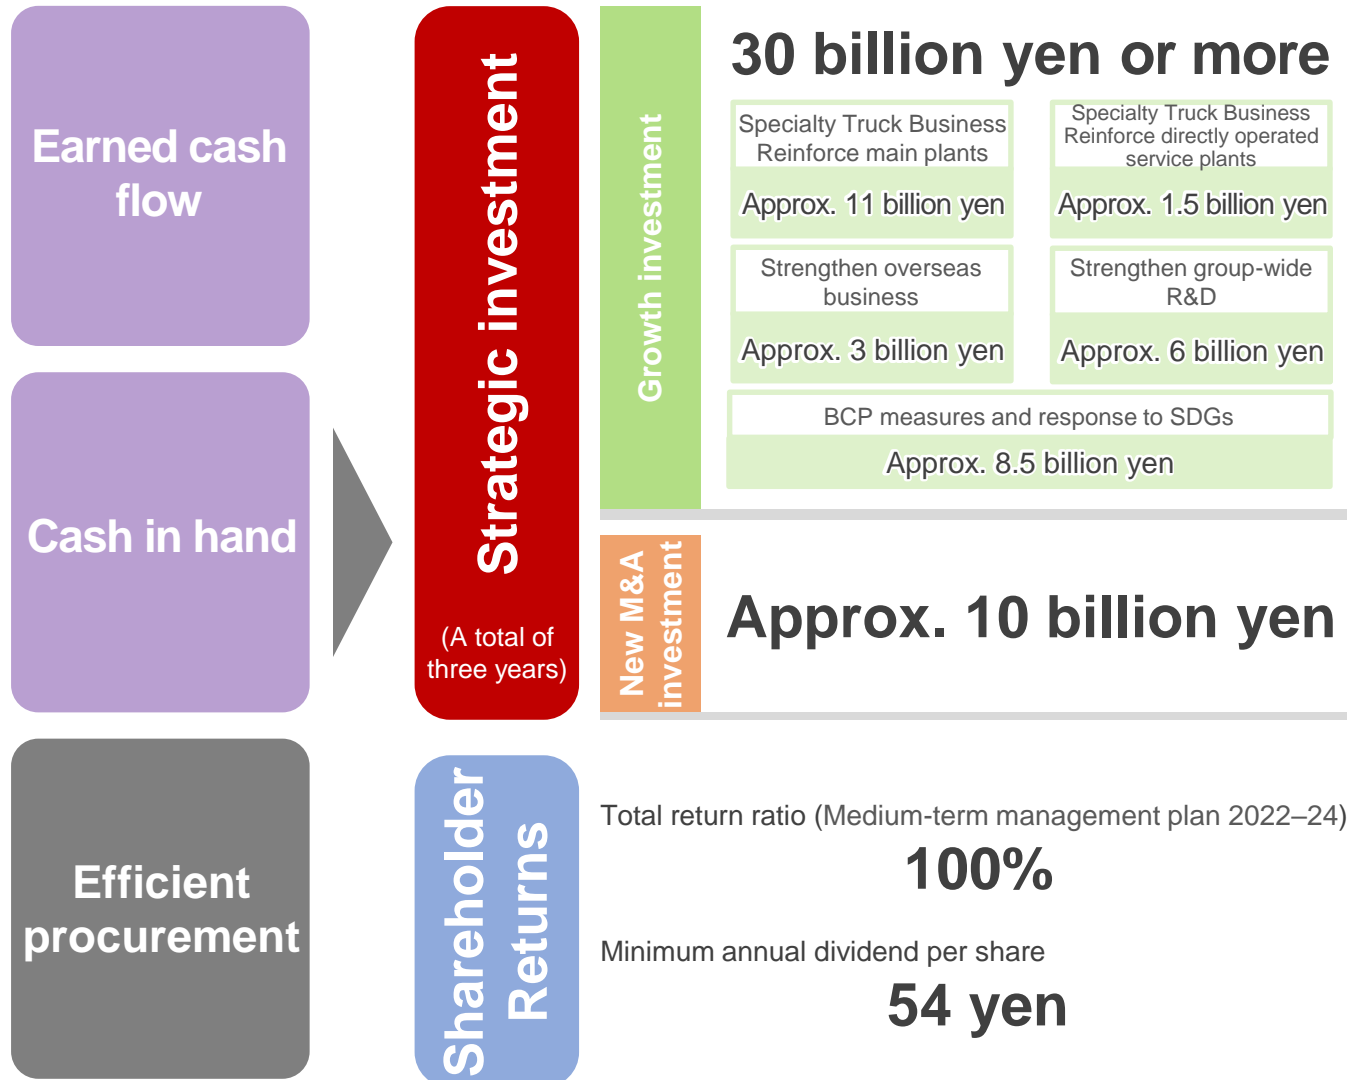 Earned cash
flow
Cash in hand
Efficient
procurement
Strategic investment
(A total of
three years)
Growth investment
30 billion yen or more
Specialty Truck Business
Reinforce main plants
Approx. 11 billion yen
Specialty Truck Business
Reinforce directly operated
service plants
Approx. 1.5 billion yen
Strengthen overseas
business
Approx. 3 billion yen
Strengthen group-wide
R&D
Approx. 6 billion yen
BCP measures and response to SDGs
Approx. 8.5 billion yen
New M&A
investment
Approx. 10 billion yen
Shareholder
Returns
Total return ratio (Medium-term management plan 2022–24)
100%
Minimum annual dividend per share
54 yen